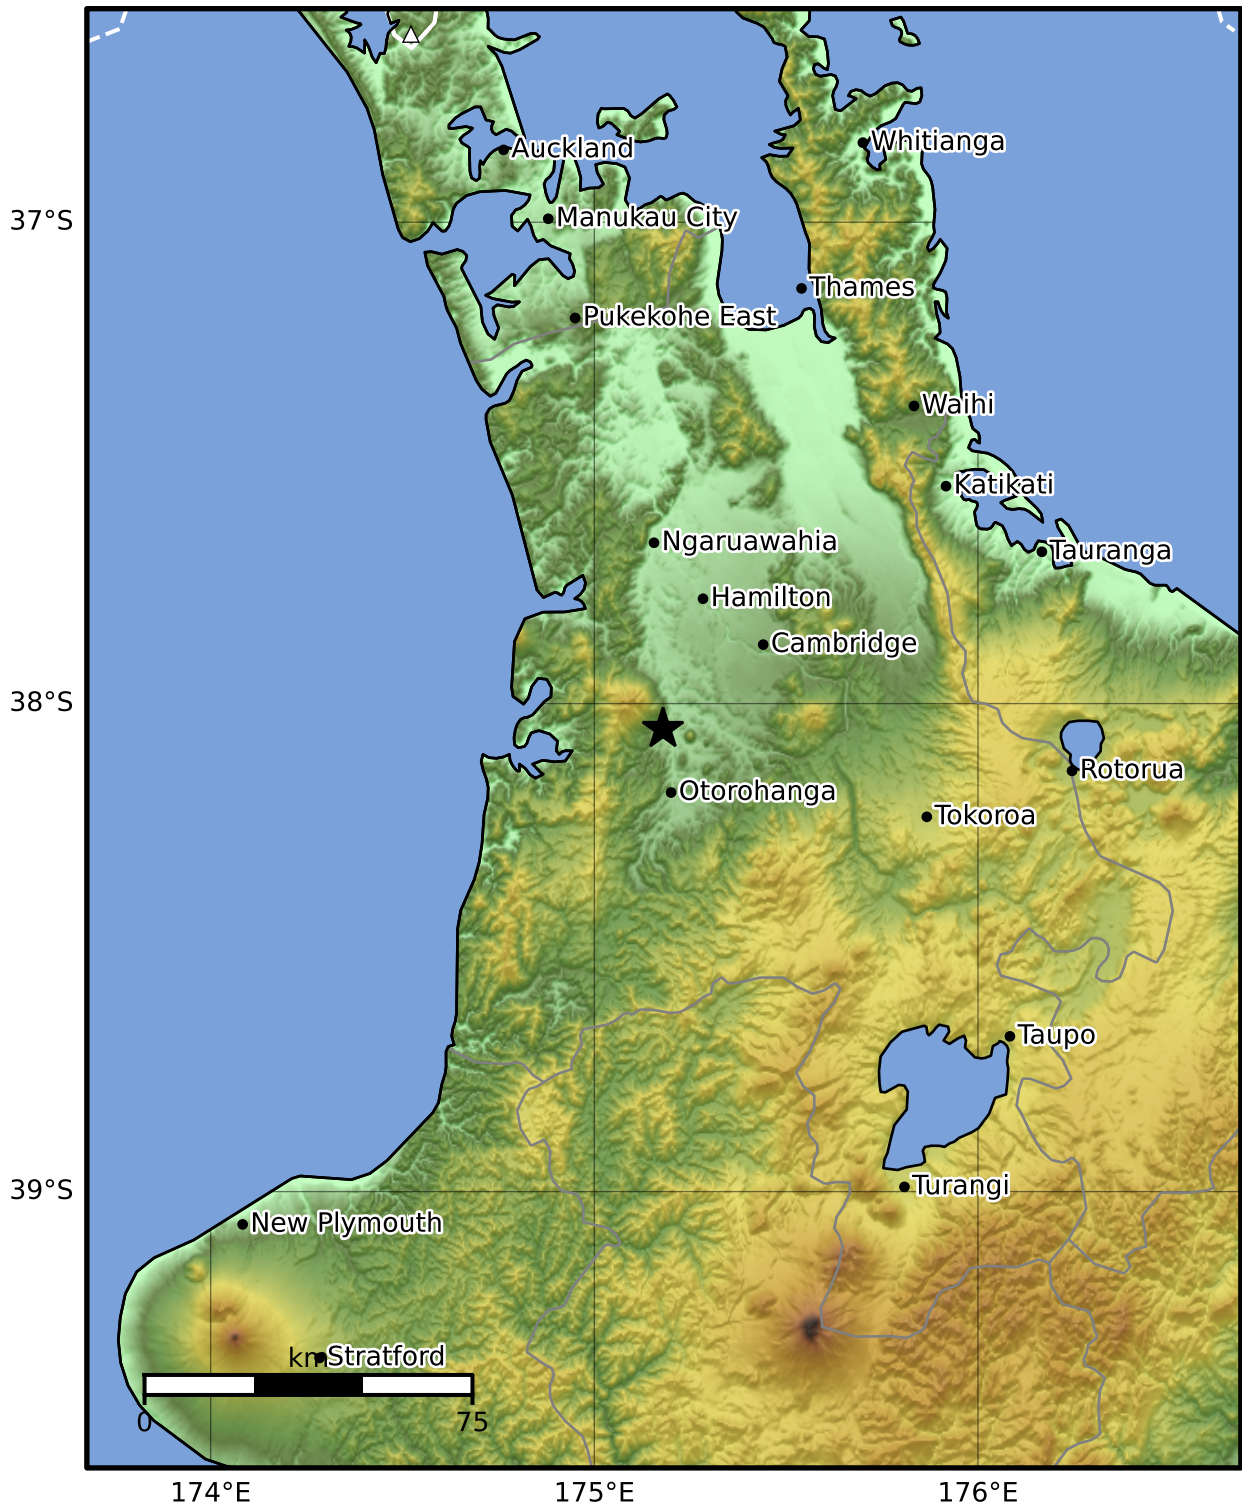 Whitianga
Auckland
37°S
Manukau City
Thames
Pukekohe East
Waihi
Katikati
Ngaruawahia
Tauranga
Hamilton
Cambridge
38°S
Rotorua
Otorohanga
Tokoroa
Taupo
39°S
Turangi
New Plymouth
km
Stratford
0
75
174°E
175°E
176°E